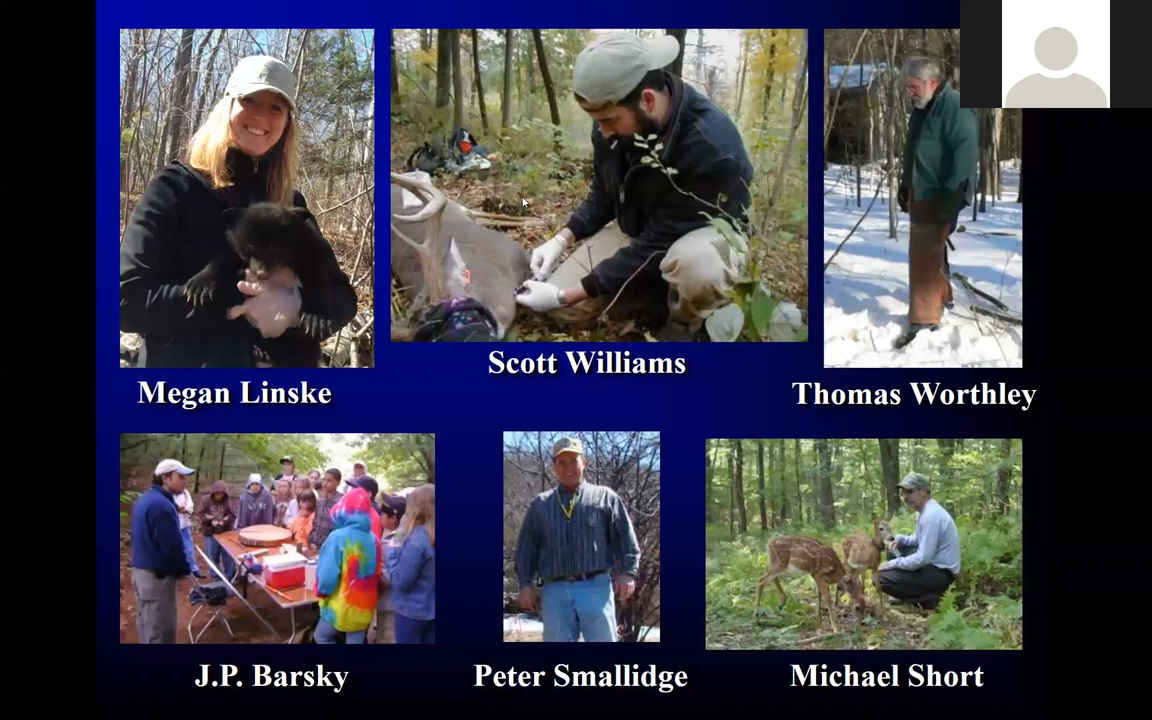 Megan Linske
Scott Williams
Thomas Worthley
J.P. Barsky
Peter Smallidge
Michael Short